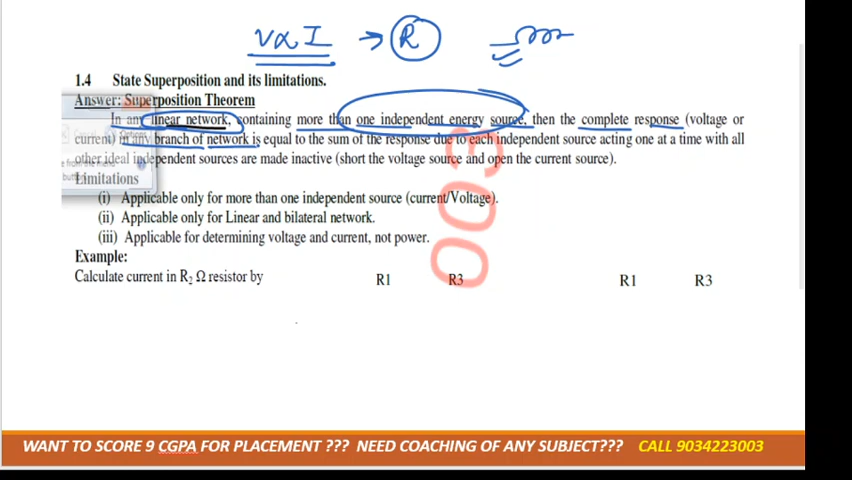 V∝I → R
1.4 State Superposition and its limitations.
Answer: Superposition Theorem
In any linear network, containing more than one independent energy source, then the complete response (voltage or
current) in any branch of network is equal to the sum of the response due to each independent source acting one at a time with all
other ideal independent sources are made inactive (short the voltage source and open the current source).
Limitations
(i) Applicable only for more than one independent source (current/Voltage).
(ii) Applicable only for Linear and bilateral network.
(iii) Applicable for determining voltage and current, not power.
Example:
Calculate current in R₂ Ω resistor by R1 R3 R1 R3
WANT TO SCORE 9 CGPA FOR PLACEMENT ??? NEED COACHING OF ANY SUBJECT??? CALL 9034223003